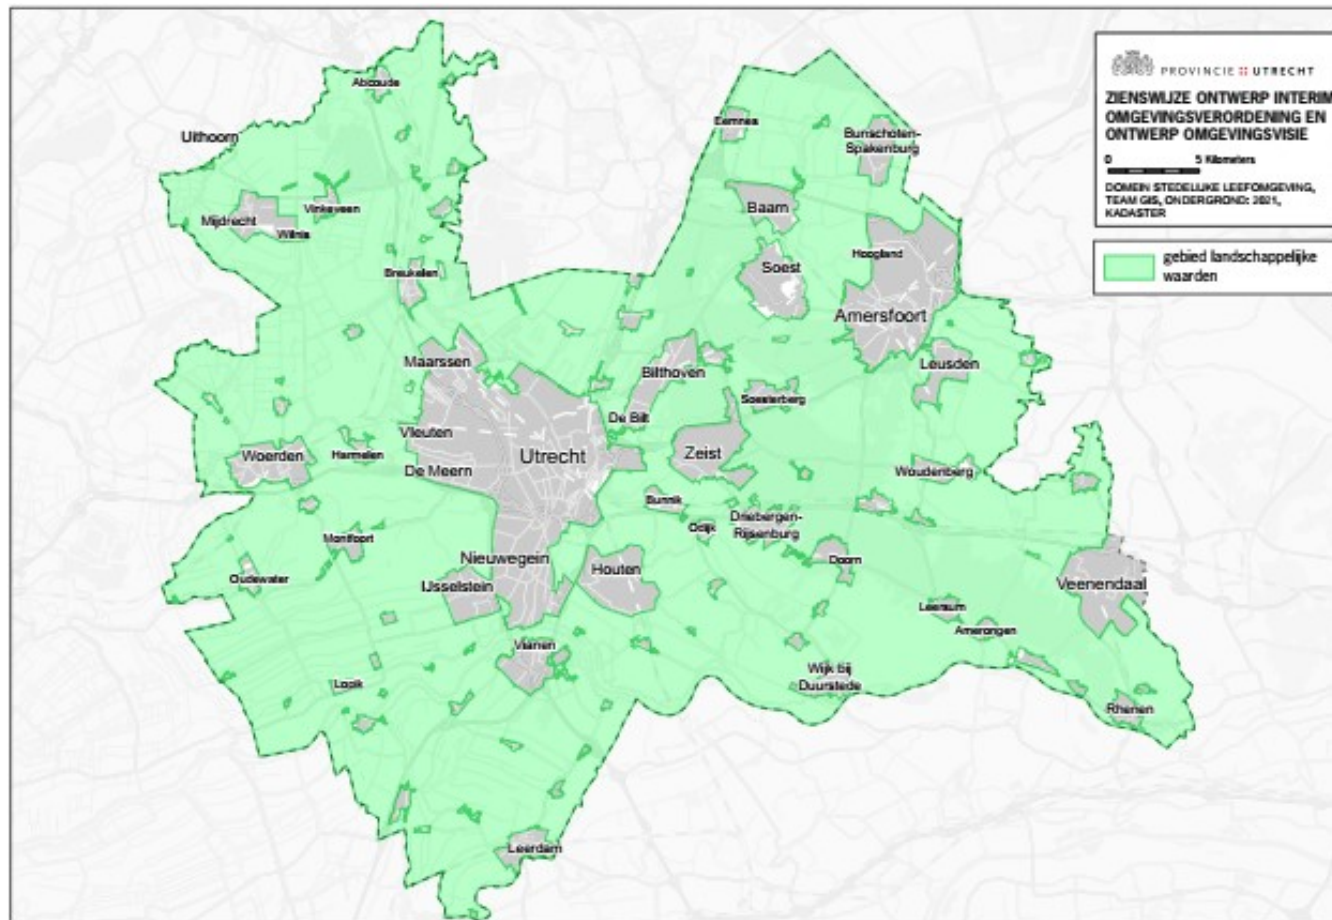 PROVINCIE UTRECHT
ZIENSWIJZE ONTWERP INTERIM
OMGEVINGSVERORDENING EN
ONTWERP OMGEVINGSVISIE
0 5 Kilometers
DOMEIN STEDELIJKE LEEFOMGEVING,
TEAM GIS, ONDERGROND: 2021,
KADASTER
gebied landschappelijke
waarden
Abcoude
Uithoorn
Eemnes
Bunschoten-
Spakenburg
Mijdrecht
Vinkeveen
Wilnis
Baarn
Breukelen
Soest
Hoogland
Amersfoort
Maarssen
Bilthoven
Leusden
Soesterberg
De Bilt
Vleuten
Woerden
Harmelen
Utrecht
Zeist
De Meern
Woudenberg
Bunnik
Odijk
Driebergen-
Rijsenburg
Montfoort
Nieuwegein
Houten
Doorn
Oudewater
IJsselstein
Veenendaal
Leersum
Amerongen
Vianen
Lopik
Wijk bij
Duurstede
Rhenen
Leerdam